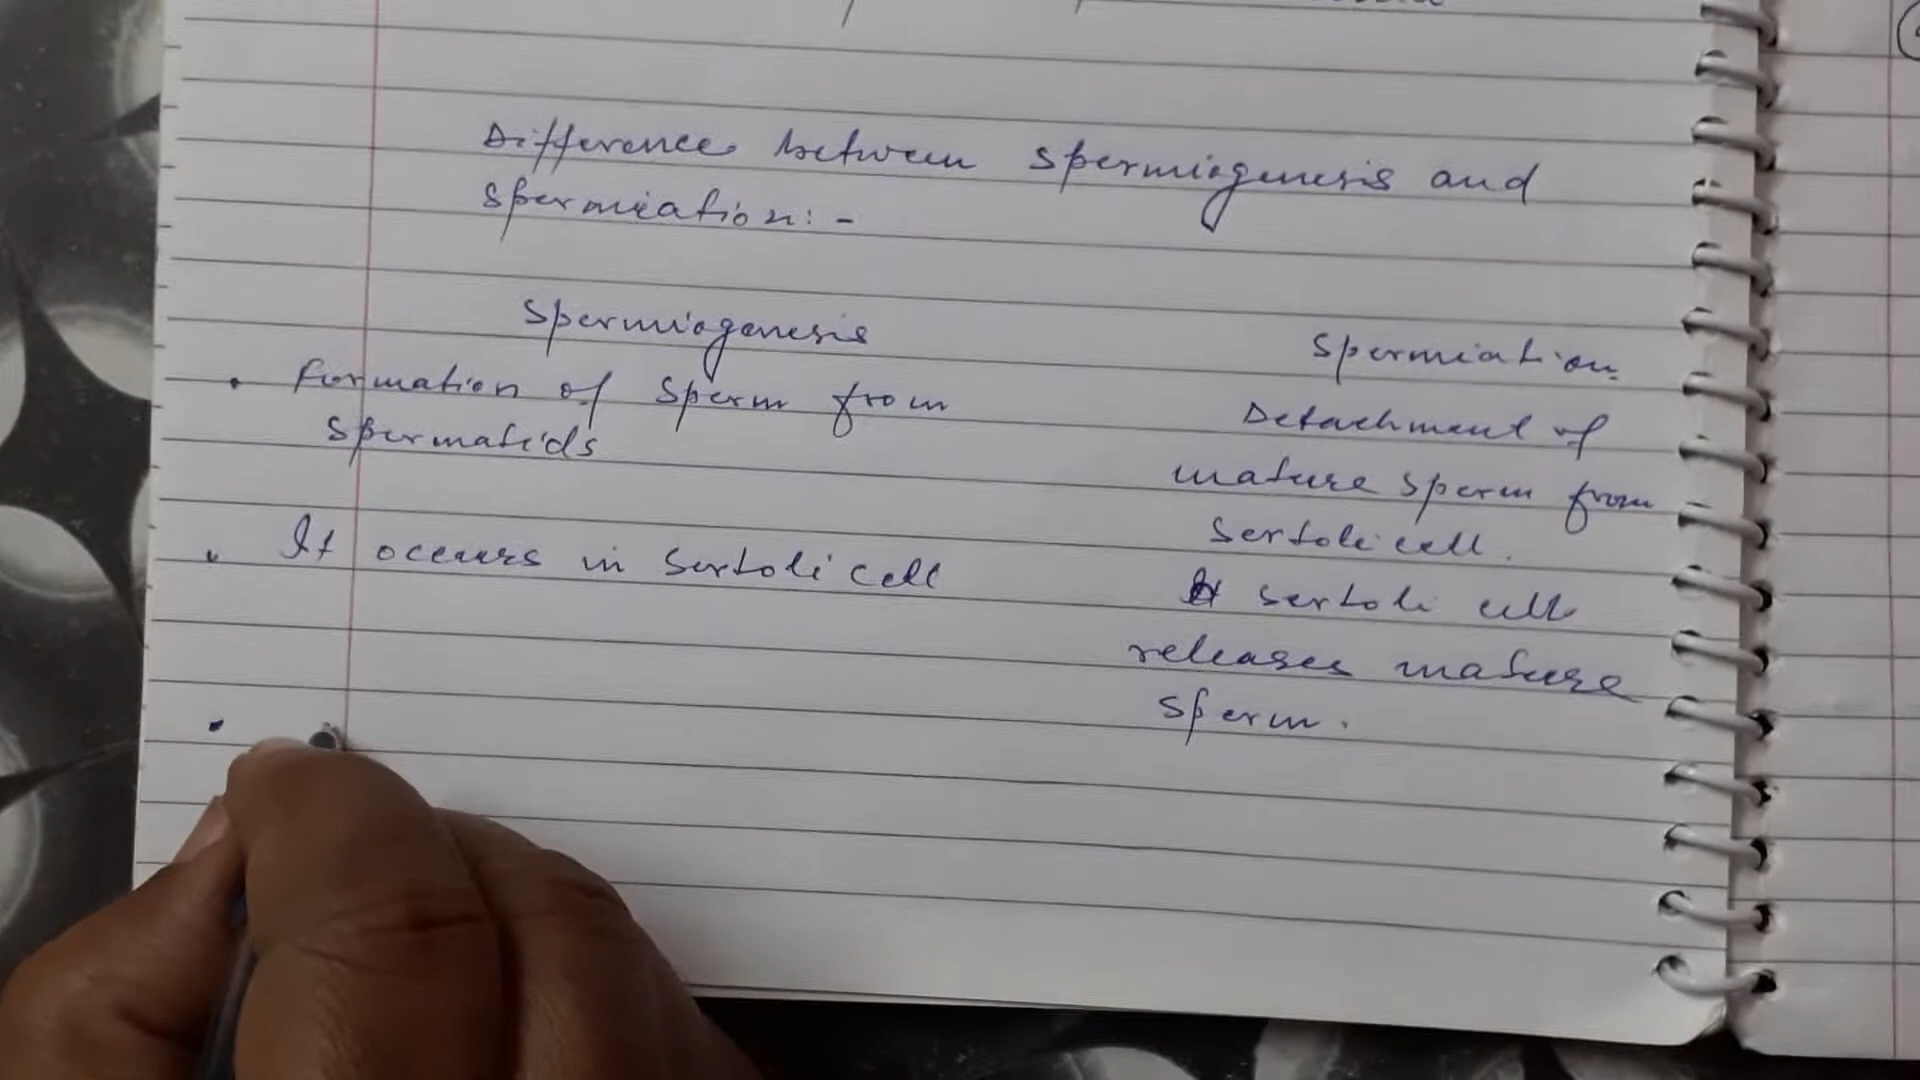 Difference between spermiogenesis and
spermiation:-
Spermiogenesis
Spermiation
• Formation of sperm from
spermatids
Detachment of
mature sperm from
sertoli cell.
• It occurs in Sertoli cell
sertoli cell
releases mature
sperm.
•